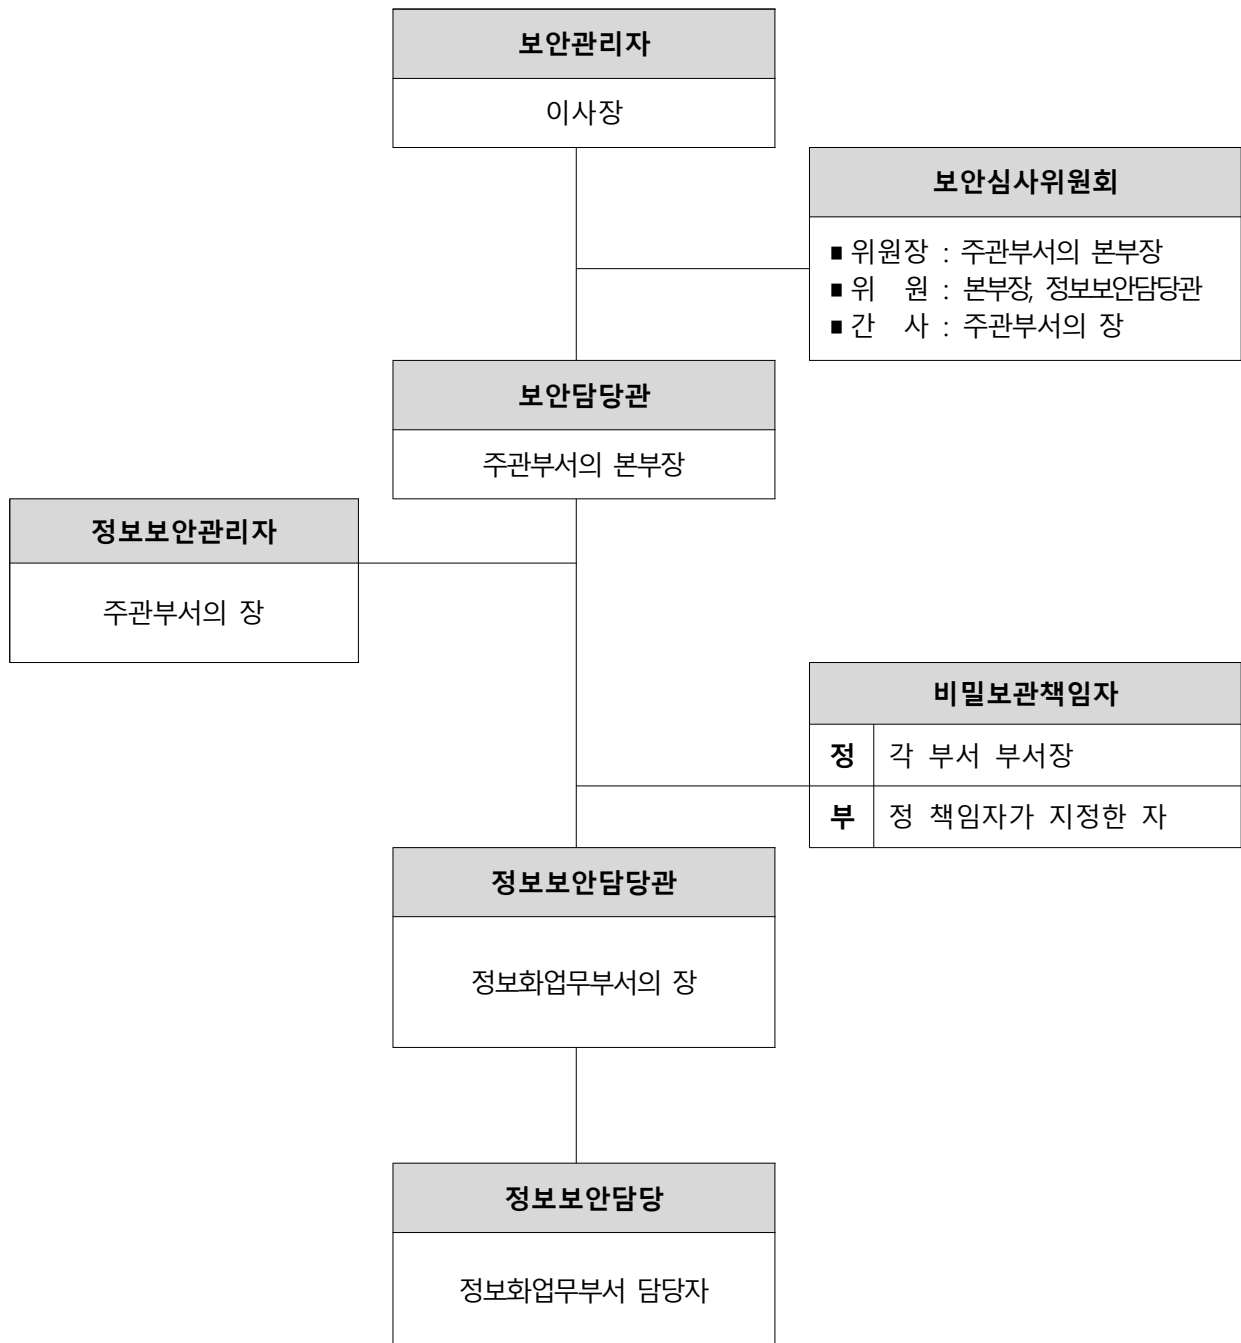 보안관리자
이사장
보안심사위원회
■ 위원장 : 주관부서의 본부장
■ 위 원 : 본부장, 정보보안담당관
■ 간 사 : 주관부서의 장
보안담당관
주관부서의 본부장
정보보안관리자
주관부서의 장
비밀보관책임자
정 각 부서 부서장
부 정 책임자가 지정한 자
정보보안담당관
정보화업무부서의 장
정보보안담당
정보화업무부서 담당자